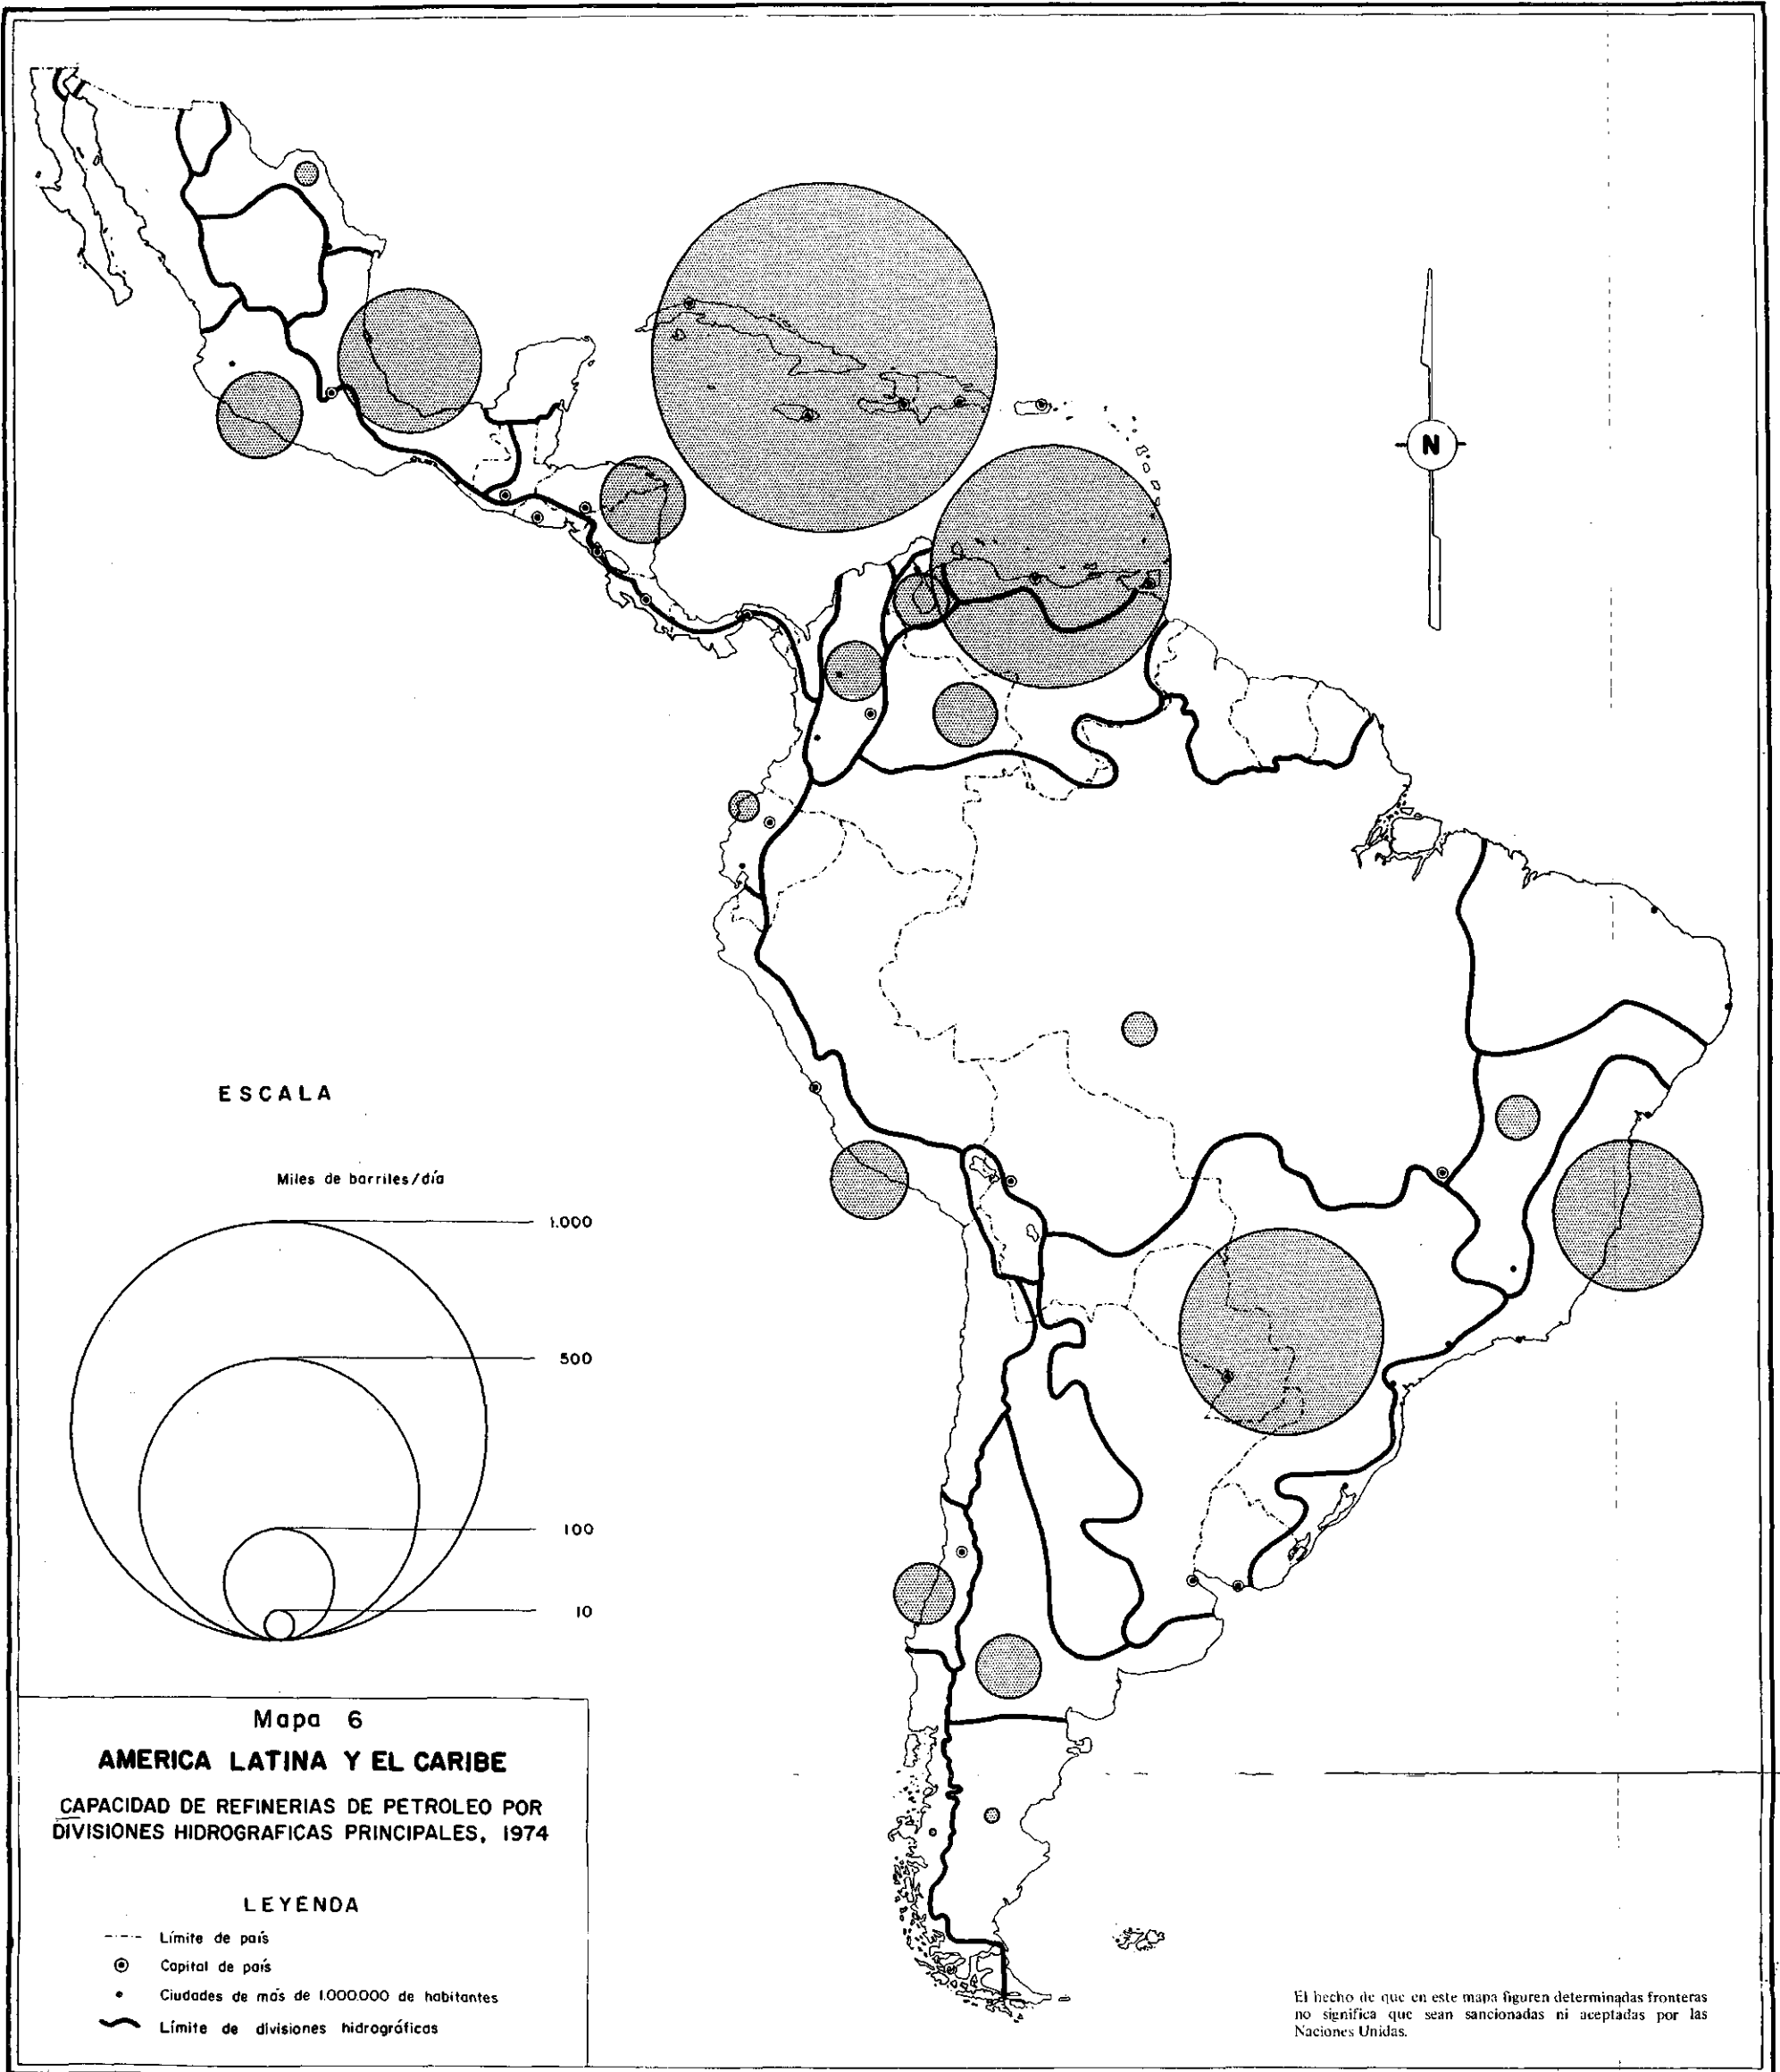 N
ESCALA
Miles de barriles/día
1.000
500
100
10
Mapa 6
AMERICA LATINA Y EL CARIBE
CAPACIDAD DE REFINERIAS DE PETROLEO POR
DIVISIONES HIDROGRAFICAS PRINCIPALES, 1974
LEYENDA
Límite de país
Capital de país
Ciudades de más de 1.000.000 de habitantes
Límite de divisiones hidrográficas
El hecho de que en este mapa figuren determinadas fronteras
no significa que sean sancionadas ni aceptadas por las
Naciones Unidas.